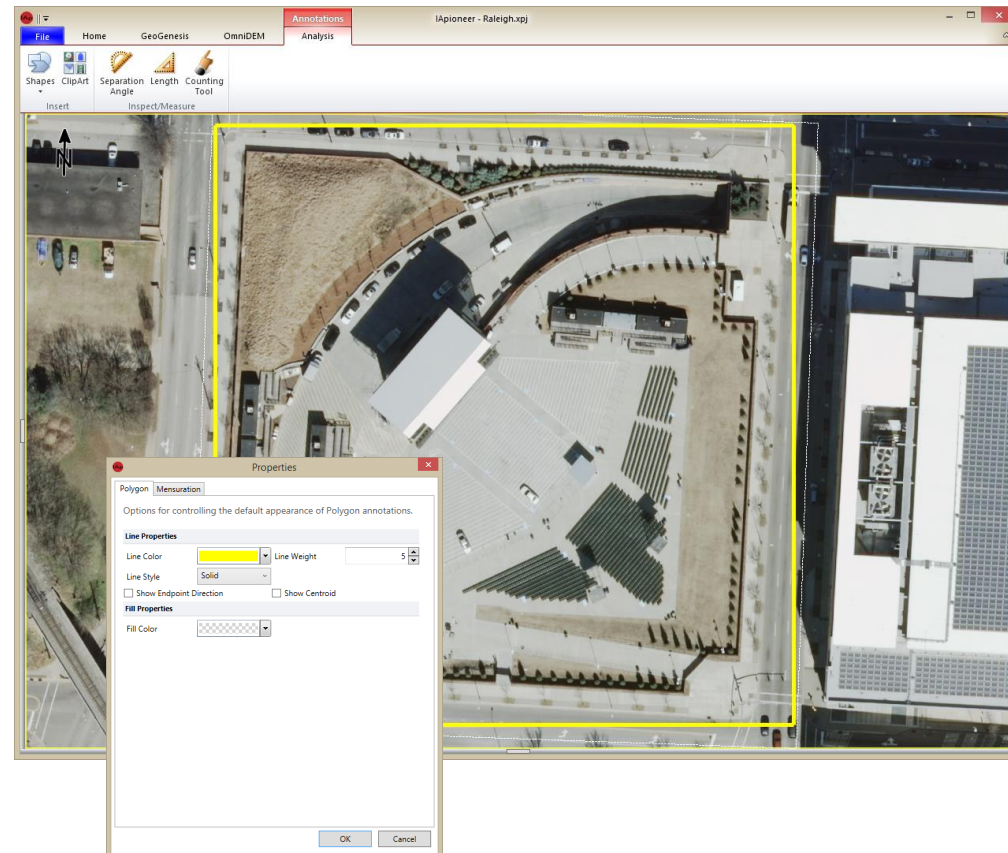 Annotations
IApioneer - Raleigh.xpj
File Home GeoGenesis OmniDEM Analysis
Shapes ClipArt Separation Angle Length Counting Tool
Insert Inspect/Measure
N
Properties
Polygon Mensuration
Options for controlling the default appearance of Polygon annotations.
Line Properties
Line Color Line Weight 5
Line Style Solid
Show Endpoint Direction Show Centroid
Fill Properties
Fill Color
OK Cancel